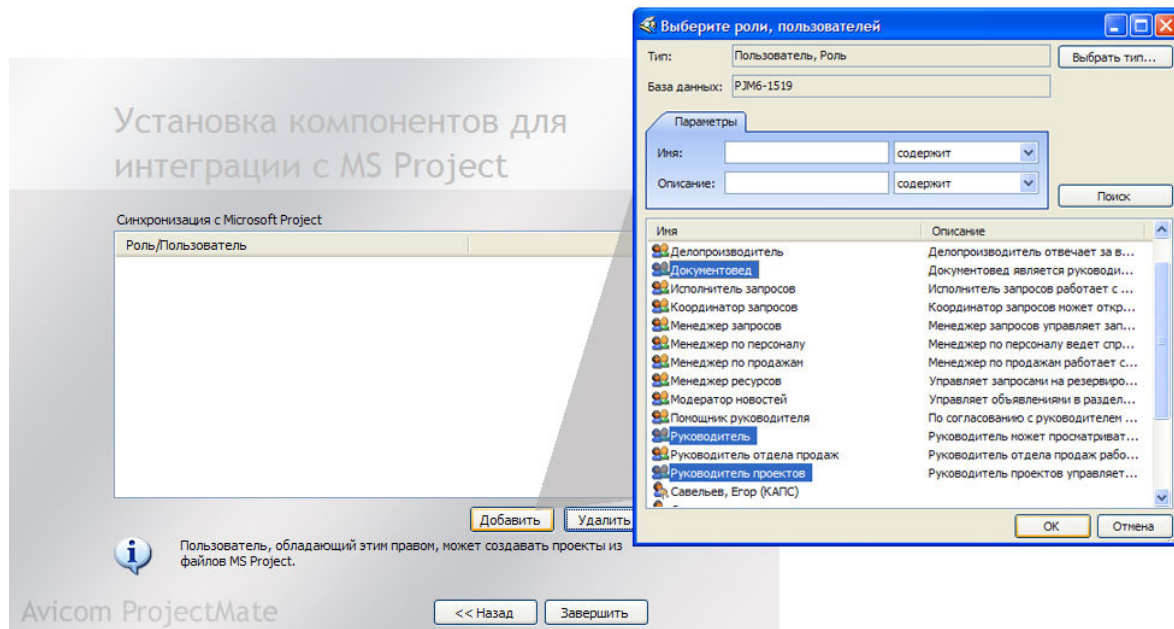 Установка компонентов для
интеграции с MS Project
Синхронизация с Microsoft Project
Роль/Пользователь
Добавить
Удалить
Пользователь, обладающий этим правом, может создавать проекты из
файлов MS Project.
Avicom ProjectMate
<< Назад
Завершить
Выберите роли, пользователей
Тип: Пользователь, Роль Выбрать тип...
База данных: PJM6-1519
Параметры
Имя: содержит
Описание: содержит
Поиск
Имя Описание
Делопроизводитель Делопроизводитель отвечает за в...
Документовед Документовед является руководи...
Исполнитель запросов Исполнитель запросов работает с ...
Координатор запросов Координатор запросов может откр...
Менеджер запросов Менеджер запросов управляет зап...
Менеджер по персоналу Менеджер по персоналу ведет спр...
Менеджер по продажам Менеджер по продажам работает с...
Менеджер ресурсов Управляет запросами на резервиро...
Модератор новостей Управляет объявлениями в раздел...
Помощник руководителя По согласованию с руководителем ...
Руководитель Руководитель может просматриват...
Руководитель отдела продаж Руководитель отдела продаж рабо...
Руководитель проектов Руководитель проектов управляет...
Савельев, Егор (КАПС)
OK Отмена